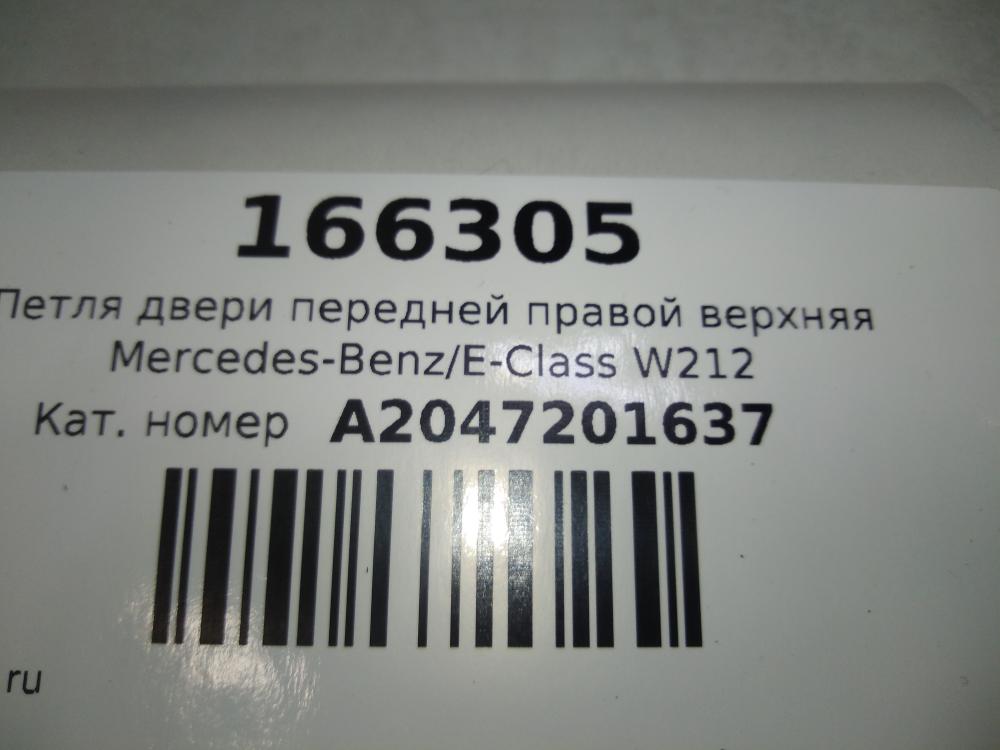 166305
Петля двери передней правой верхняя
Mercedes-Benz/E-Class W212
Кат. номер A2047201637
ru